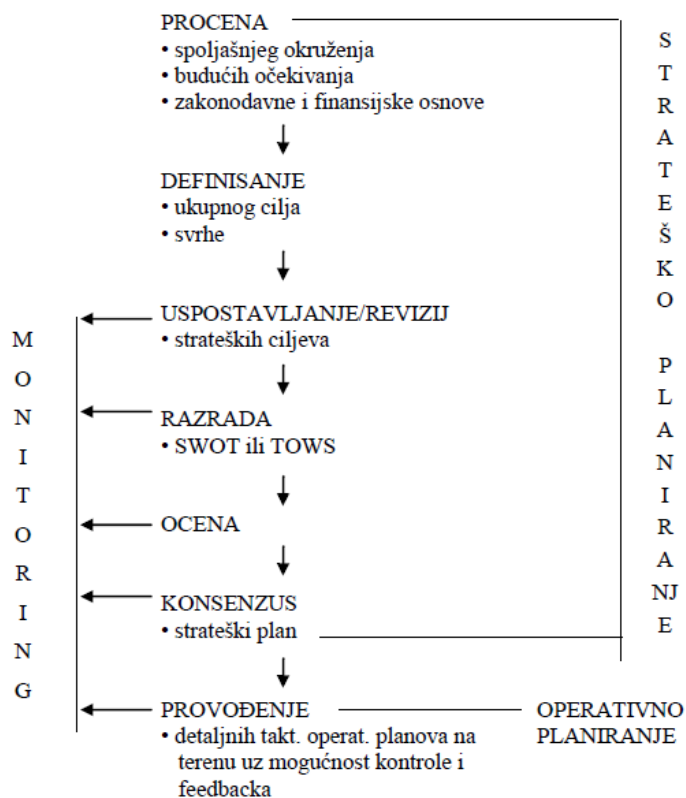 PROCENA
• spoljašnjeg okruženja
• budućih očekivanja
• zakonodavne i finansijske osnove
DEFINISANJE
• ukupnog cilja
• svrhe
USPOSTAVLJANJE/REVIZIJ
• strateških ciljeva
RAZRADA
• SWOT ili TOWS
OCENA
KONSENZUS
• strateški plan
PROVOĐENJE
• detaljnih takt. operat. planova na
terenu uz mogućnost kontrole i
feedbacka
OPERATIVNO
PLANIRANJE
M
O
N
I
T
O
R
I
N
G
S
T
R
A
T
E
Š
K
O
P
L
A
N
I
R
A
NJ
E